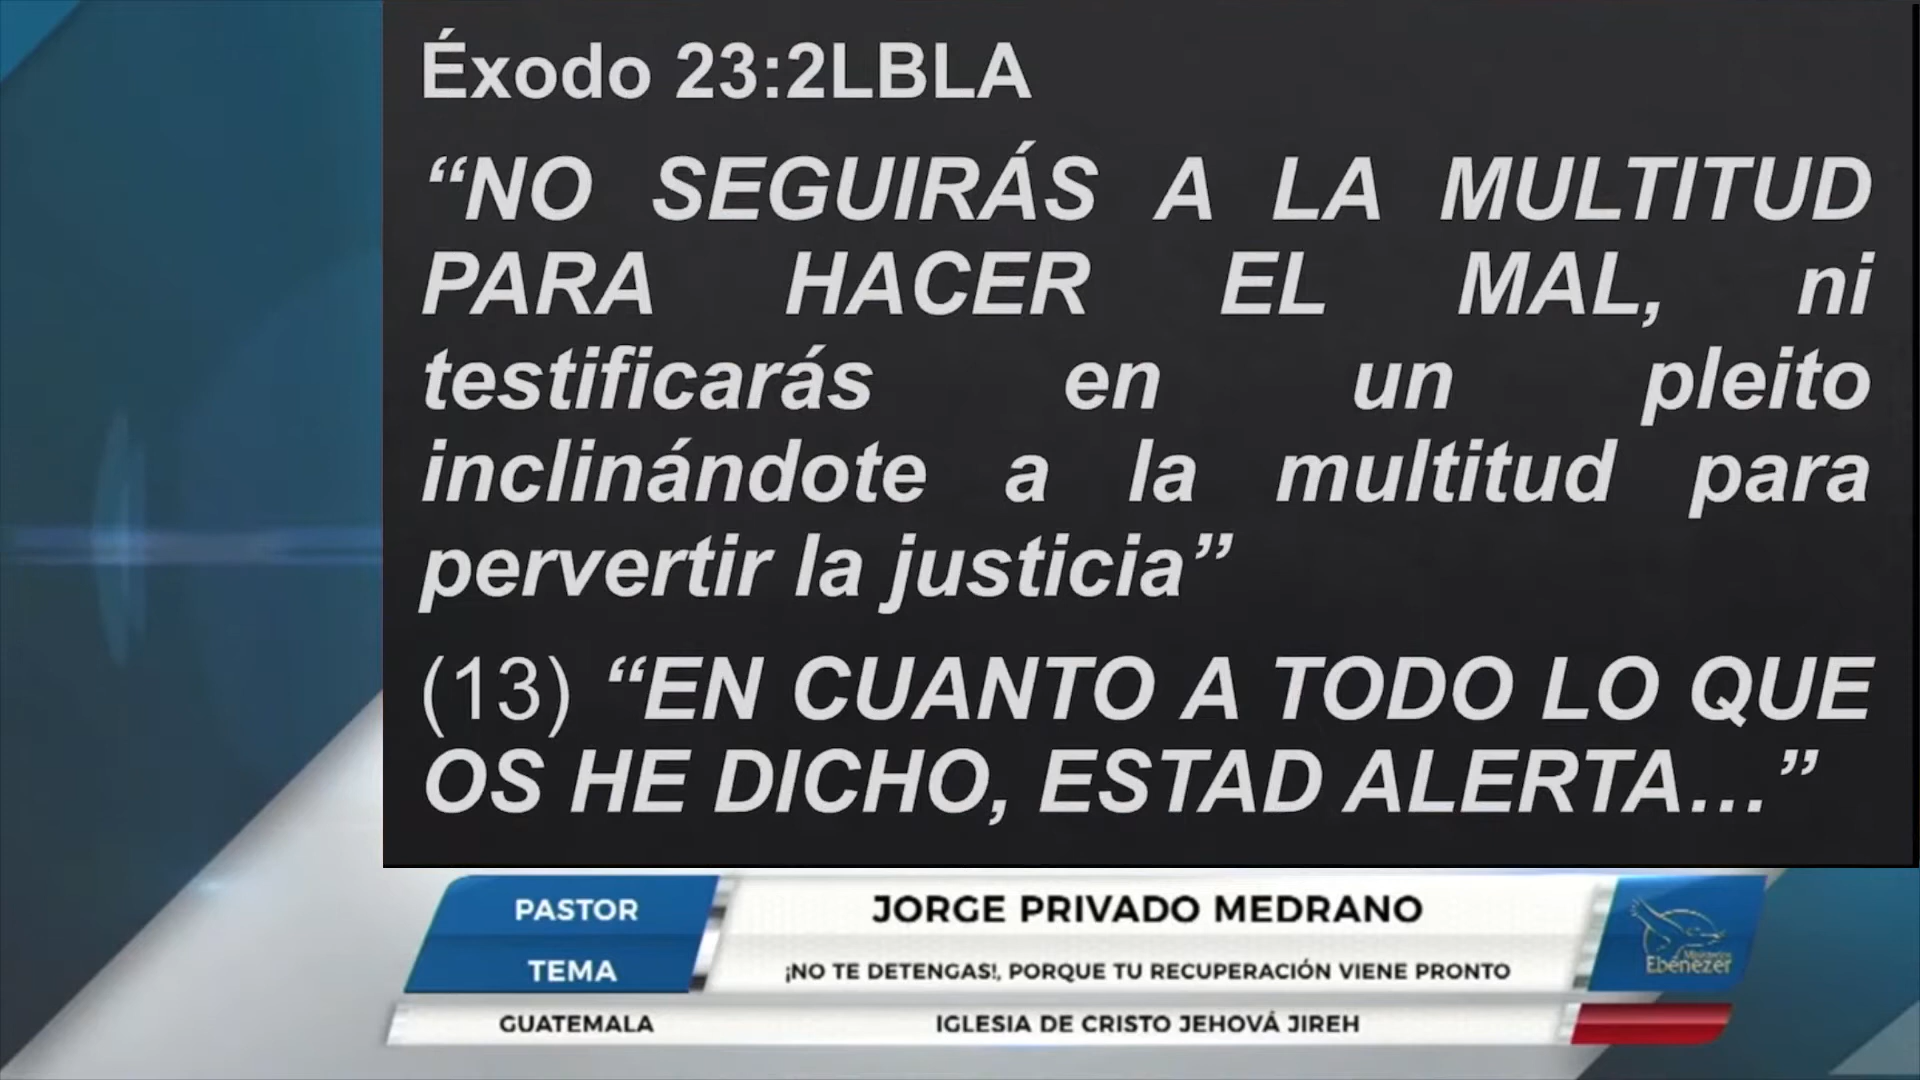 Éxodo 23:2LBLA
“NO SEGUIRÁS A LA MULTITUD
PARA HACER EL MAL, ni
testificarás en un pleito
inclinándote a la multitud para
pervertir la justicia”
(13) “EN CUANTO A TODO LO QUE
OS HE DICHO, ESTAD ALERTA…”
PASTOR
JORGE PRIVADO MEDRANO
TEMA
¡NO TE DETENGAS!, PORQUE TU RECUPERACIÓN VIENE PRONTO
Ministerios
Ebenezer
GUATEMALA
IGLESIA DE CRISTO JEHOVÁ JIREH